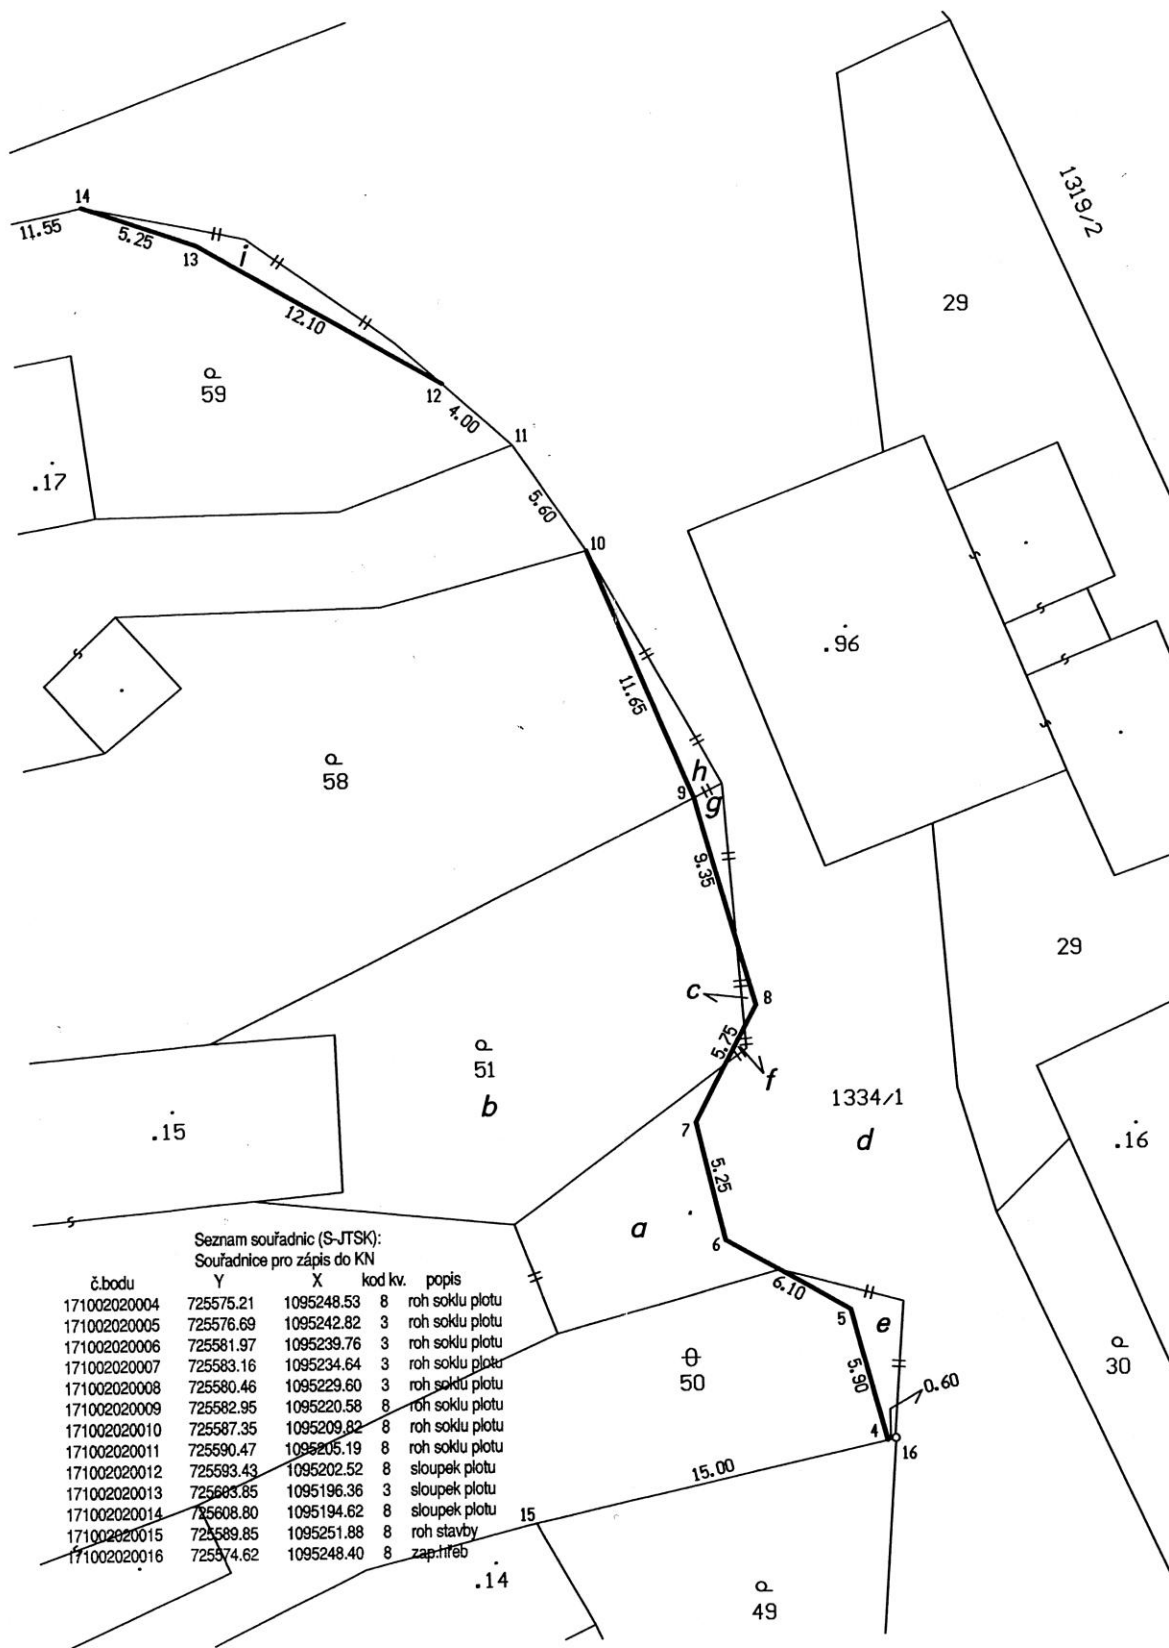 14
11.55
5.25
13
i
12.10
59
12
4.00
11
.17
5.60
10
1319/2
29
.96
11.65
58
h
9
g
9.35
29
c
8
5.75
f
51
b
.15
7
1334/1
d
.16
5.25
a
6
6.10
5
e
5.90
50
30
0.60
4
16
15.00
15
.14
49
Seznam souřadnic (S-JTSK):
Souřadnice pro zápis do KN
č.bodu Y X kod kv. popis
171002020004 725575.21 1095248.53 8 roh soklu plotu
171002020005 725576.69 1095242.82 3 roh soklu plotu
171002020006 725581.97 1095239.76 3 roh soklu plotu
171002020007 725583.16 1095234.64 3 roh soklu plotu
171002020008 725580.46 1095229.60 3 roh soklu plotu
171002020009 725582.95 1095220.58 8 roh soklu plotu
171002020010 725587.35 1095209.82 8 roh soklu plotu
171002020011 725590.47 1095205.19 8 roh soklu plotu
171002020012 725593.43 1095202.52 8 sloupek plotu
171002020013 725603.85 1095196.36 3 sloupek plotu
171002020014 725608.80 1095194.62 8 sloupek plotu
171002020015 725589.85 1095251.88 8 roh stavby
171002020016 725574.62 1095248.40 8 zap.hřeb